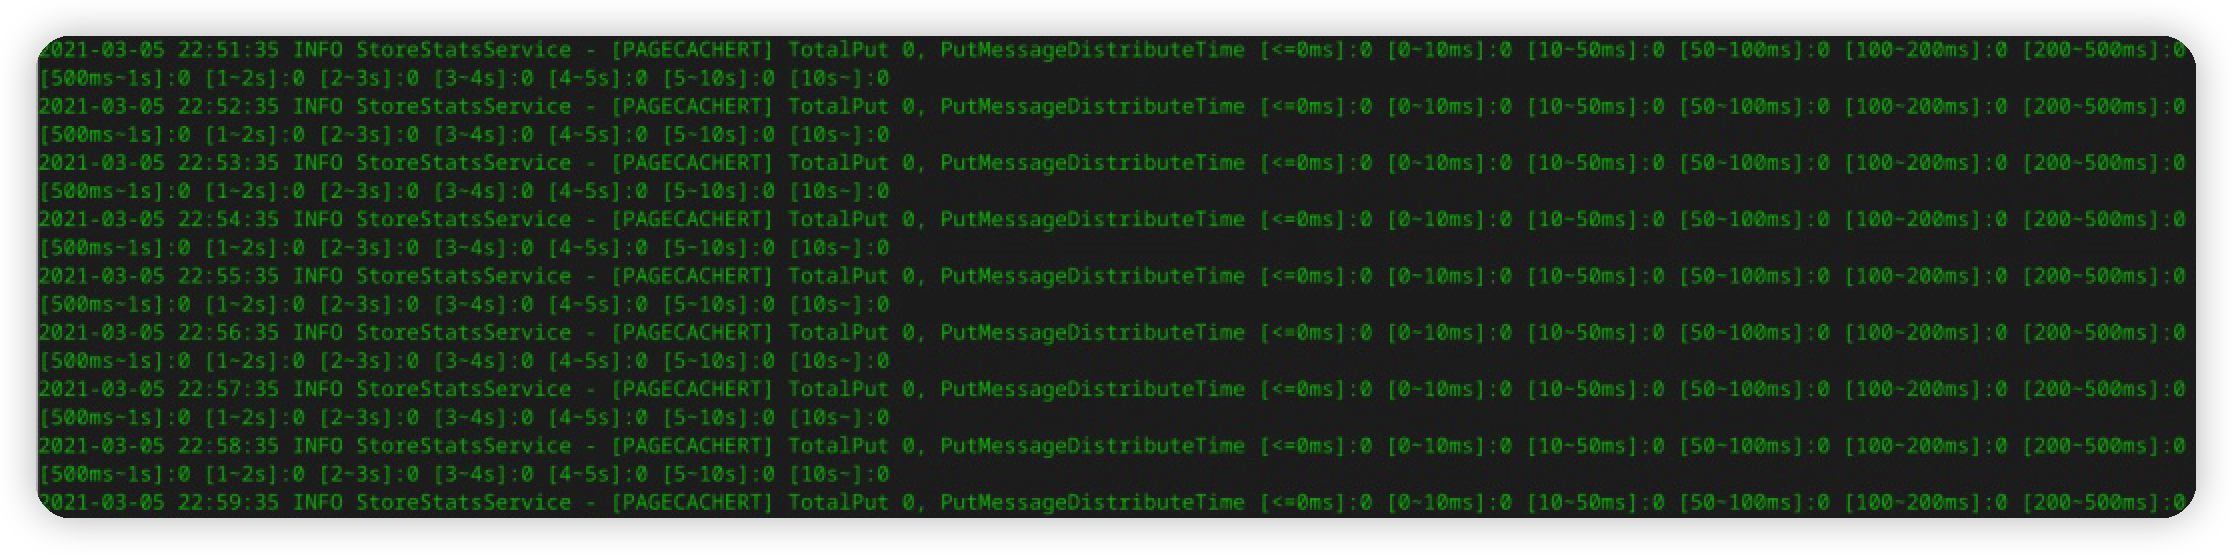 2021-03-05 22:51:35 INFO StoreStatsService - [PAGECACHERT] TotalPut 0, PutMessageDistributeTime [<=0ms]:0 [0~10ms]:0 [10~50ms]:0 [50~100ms]:0 [100~200ms]:0 [200~500ms]:0
[500ms~1s]:0 [1~2s]:0 [2~3s]:0 [3~4s]:0 [4~5s]:0 [5~10s]:0 [10s~]:0
2021-03-05 22:52:35 INFO StoreStatsService - [PAGECACHERT] TotalPut 0, PutMessageDistributeTime [<=0ms]:0 [0~10ms]:0 [10~50ms]:0 [50~100ms]:0 [100~200ms]:0 [200~500ms]:0
[500ms~1s]:0 [1~2s]:0 [2~3s]:0 [3~4s]:0 [4~5s]:0 [5~10s]:0 [10s~]:0
2021-03-05 22:53:35 INFO StoreStatsService - [PAGECACHERT] TotalPut 0, PutMessageDistributeTime [<=0ms]:0 [0~10ms]:0 [10~50ms]:0 [50~100ms]:0 [100~200ms]:0 [200~500ms]:0
[500ms~1s]:0 [1~2s]:0 [2~3s]:0 [3~4s]:0 [4~5s]:0 [5~10s]:0 [10s~]:0
2021-03-05 22:54:35 INFO StoreStatsService - [PAGECACHERT] TotalPut 0, PutMessageDistributeTime [<=0ms]:0 [0~10ms]:0 [10~50ms]:0 [50~100ms]:0 [100~200ms]:0 [200~500ms]:0
[500ms~1s]:0 [1~2s]:0 [2~3s]:0 [3~4s]:0 [4~5s]:0 [5~10s]:0 [10s~]:0
2021-03-05 22:55:35 INFO StoreStatsService - [PAGECACHERT] TotalPut 0, PutMessageDistributeTime [<=0ms]:0 [0~10ms]:0 [10~50ms]:0 [50~100ms]:0 [100~200ms]:0 [200~500ms]:0
[500ms~1s]:0 [1~2s]:0 [2~3s]:0 [3~4s]:0 [4~5s]:0 [5~10s]:0 [10s~]:0
2021-03-05 22:56:35 INFO StoreStatsService - [PAGECACHERT] TotalPut 0, PutMessageDistributeTime [<=0ms]:0 [0~10ms]:0 [10~50ms]:0 [50~100ms]:0 [100~200ms]:0 [200~500ms]:0
[500ms~1s]:0 [1~2s]:0 [2~3s]:0 [3~4s]:0 [4~5s]:0 [5~10s]:0 [10s~]:0
2021-03-05 22:57:35 INFO StoreStatsService - [PAGECACHERT] TotalPut 0, PutMessageDistributeTime [<=0ms]:0 [0~10ms]:0 [10~50ms]:0 [50~100ms]:0 [100~200ms]:0 [200~500ms]:0
[500ms~1s]:0 [1~2s]:0 [2~3s]:0 [3~4s]:0 [4~5s]:0 [5~10s]:0 [10s~]:0
2021-03-05 22:58:35 INFO StoreStatsService - [PAGECACHERT] TotalPut 0, PutMessageDistributeTime [<=0ms]:0 [0~10ms]:0 [10~50ms]:0 [50~100ms]:0 [100~200ms]:0 [200~500ms]:0
[500ms~1s]:0 [1~2s]:0 [2~3s]:0 [3~4s]:0 [4~5s]:0 [5~10s]:0 [10s~]:0
2021-03-05 22:59:35 INFO StoreStatsService - [PAGECACHERT] TotalPut 0, PutMessageDistributeTime [<=0ms]:0 [0~10ms]:0 [10~50ms]:0 [50~100ms]:0 [100~200ms]:0 [200~500ms]:0